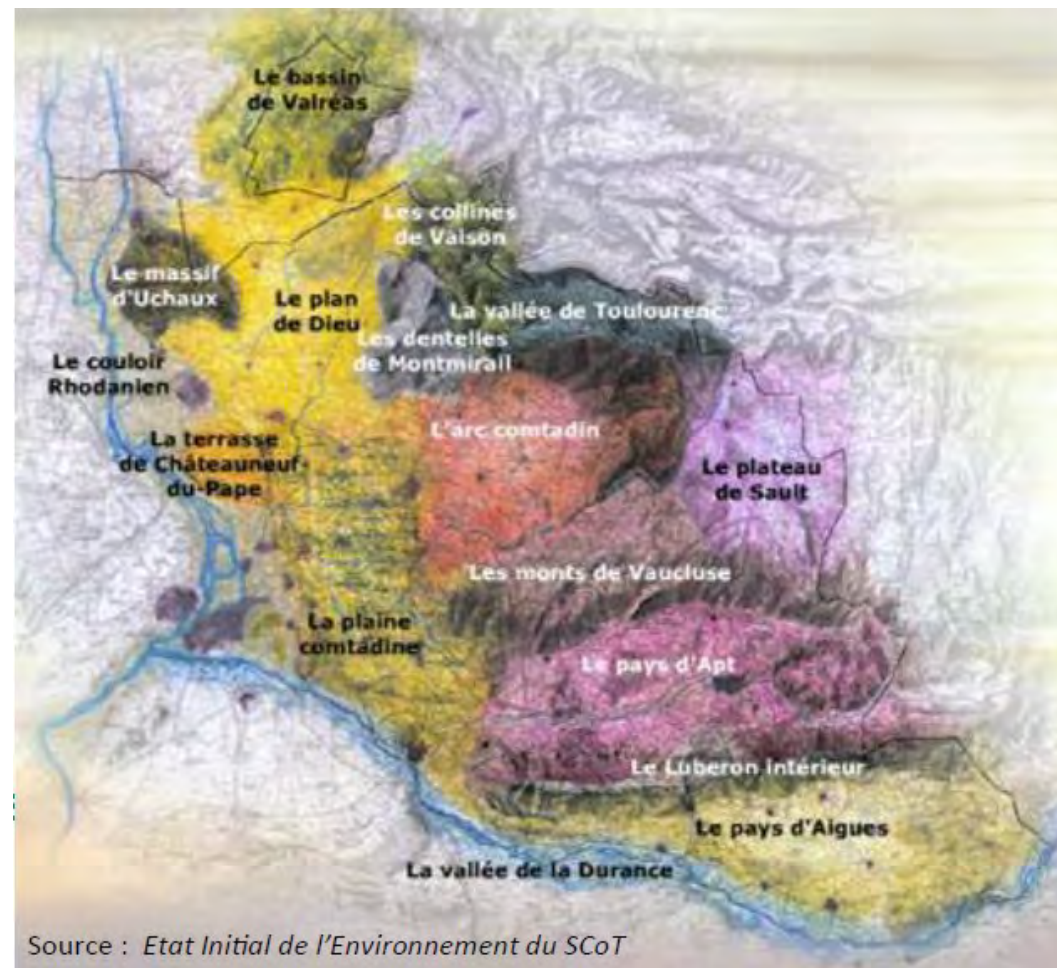 Le bassin
de Valréas
Les collines
de Vaison
Le massif
d'Uchaux
Le plan
de Dieu
La vallée de Toulourenc
Les dentelles
de Montmirail
Le couloir
Rhodanien
L'arc comtadin
La terrasse
de Châteauneuf-
du-Pape
Le plateau
de Sault
Les monts de Vaucluse
La plaine
comtadine
Le pays d'Apt
Le Luberon intérieur
Le pays d'Aigues
La vallée de la Durance
Source : Etat Initial de l'Environnement du SCoT